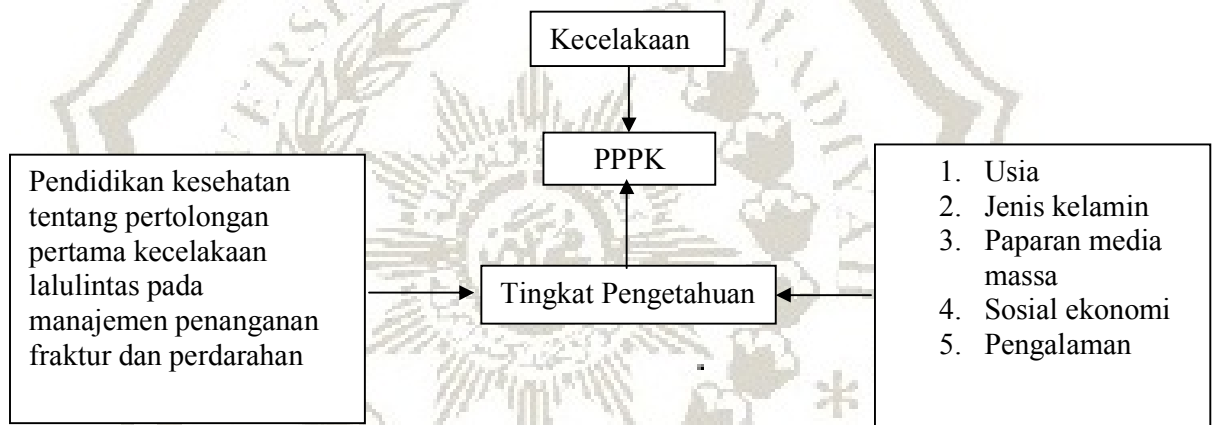 Kecelakaan
PPPK
Pendidikan kesehatan
tentang pertolongan
pertama kecelakaan
lalulintas pada
manajemen penanganan
fraktur dan perdarahan
Tingkat Pengetahuan
1. Usia
2. Jenis kelamin
3. Paparan media
massa
4. Sosial ekonomi
5. Pengalaman